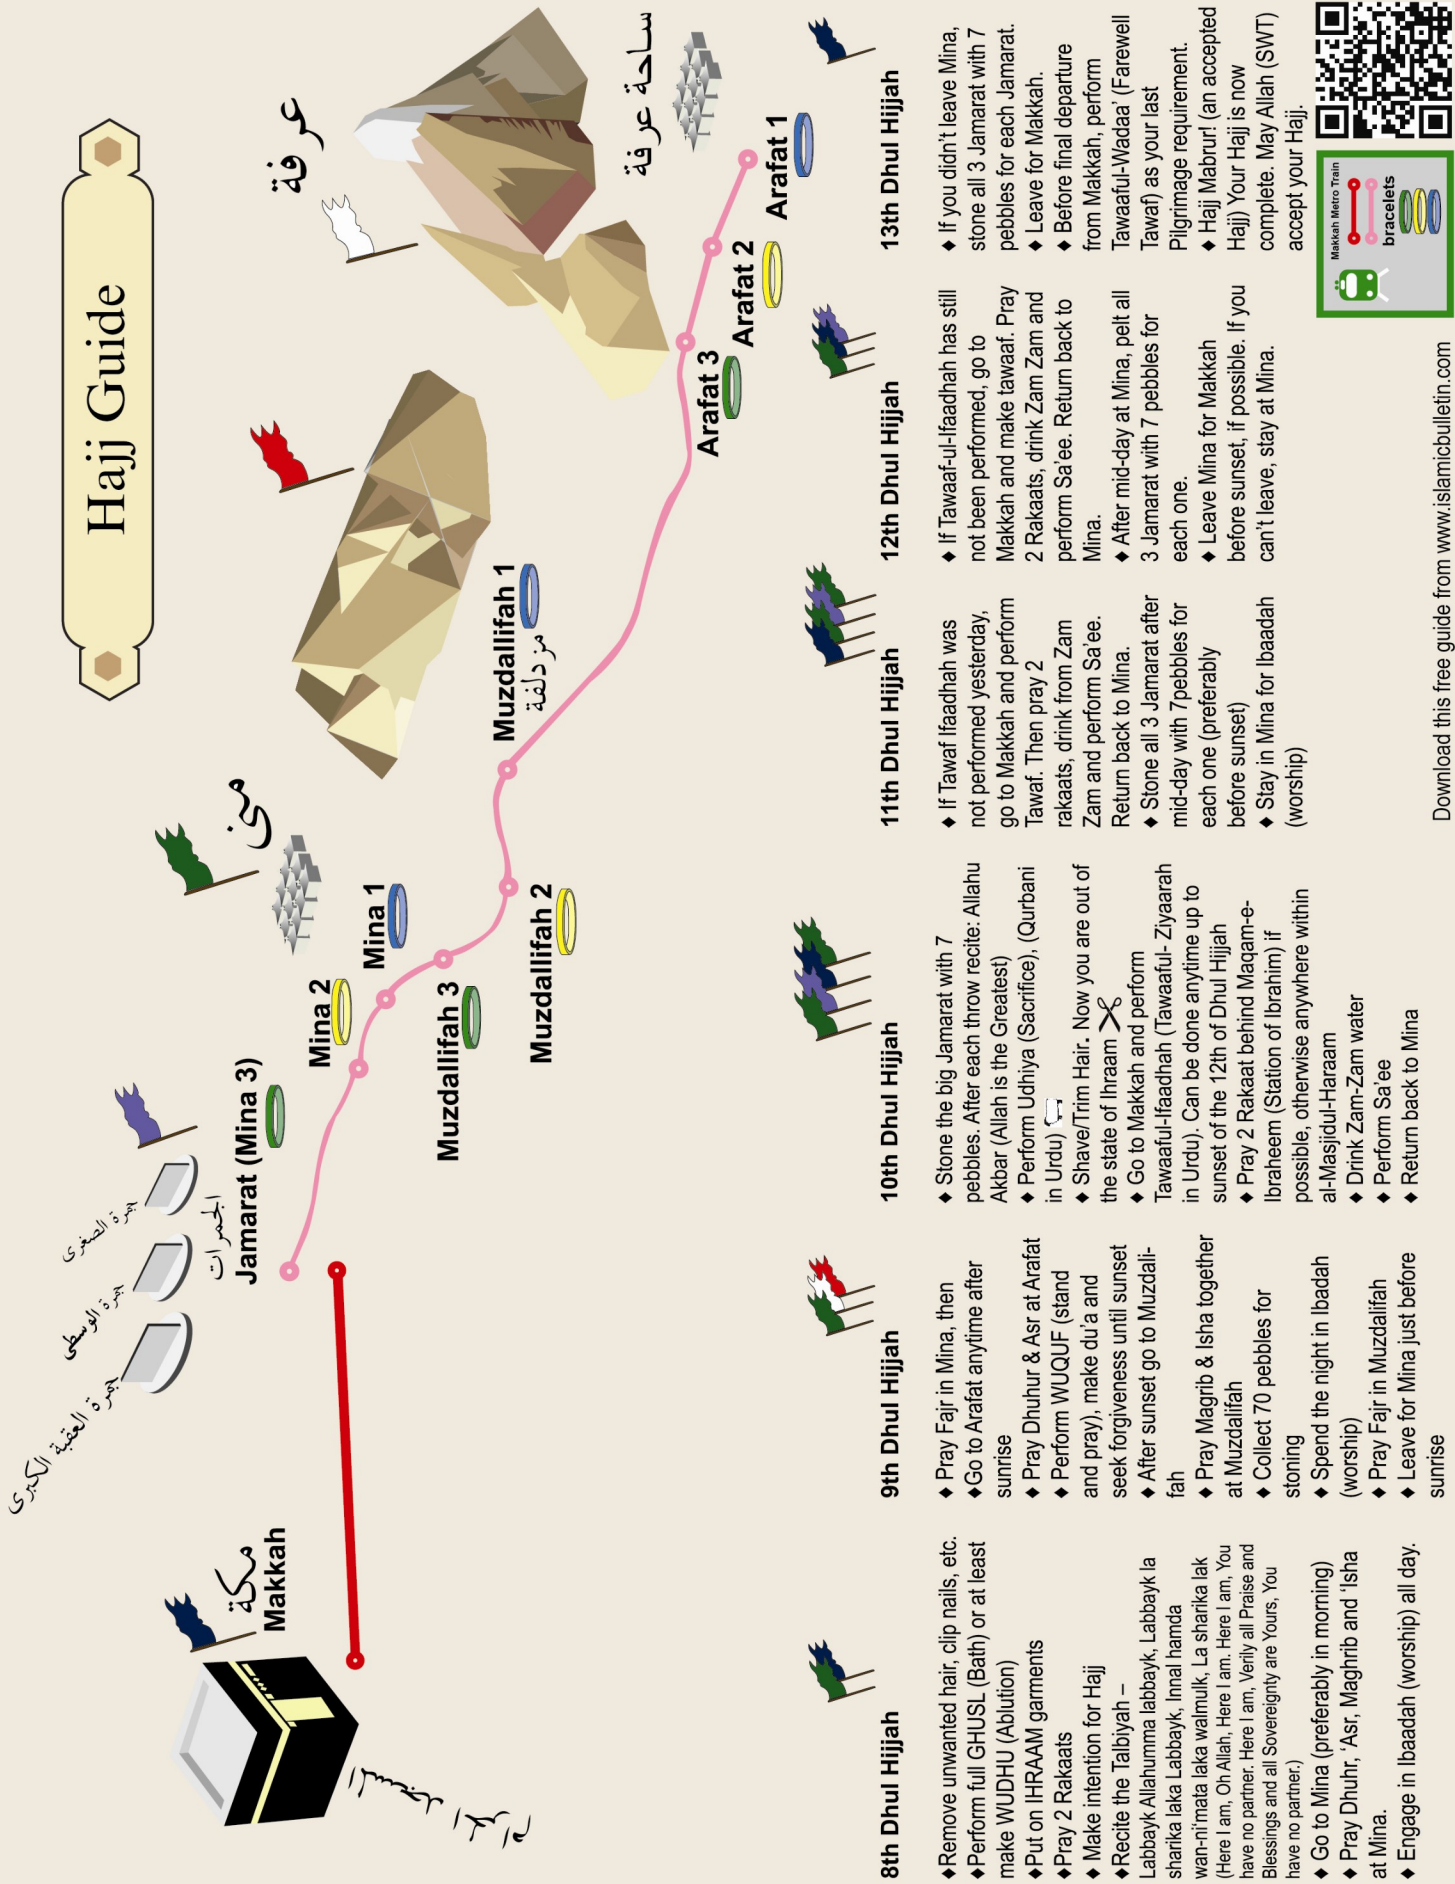 Hajj Guide
مكة
Makkah
المسجد الحرام
جمرة العقبة الكبرى
جمرة الوسطى
جمرة الصغرى
الجمرات
Jamarat (Mina 3)
Mina 2
Mina 1
منى
Muzdallifah 3
Muzdallifah 2
Muzdallifah 1
مزدلفة
عرفة
ساحة عرفة
Arafat 3
Arafat 2
Arafat 1
8th Dhul Hijjah
♦Remove unwanted hair, clip nails, etc.
♦Perform full GHUSL (Bath) or at least
make WUDHU (Ablution)
♦Put on IHRAAM garments
♦Pray 2 Rakaats
♦ Make intention for Hajj
♦Recite the Talbiyah –
Labbayk Allahumma labbayk, Labbayk la
sharika laka Labbayk, Innal hamda
wan-ni'mata laka walmulk, La sharika lak
(Here I am, Oh Allah, Here I am. Here I am, You
have no partner. Here I am, Verily all Praise and
Blessings and all Sovereignty are Yours, You
have no partner.)
♦ Go to Mina (preferably in morning)
♦ Pray Dhuhr, ‘Asr, Maghrib and ‘Isha
at Mina.
♦ Engage in Ibaadah (worship) all day.
9th Dhul Hijjah
♦ Pray Fajr in Mina, then
♦Go to Arafat anytime after
sunrise
♦ Pray Dhuhur & Asr at Arafat
♦ Perform WUQUF (stand
and pray), make du’a and
seek forgiveness until sunset
♦ After sunset go to Muzdali-
fah
♦ Pray Magrib & Isha together
at Muzdalifah
♦ Collect 70 pebbles for
stoning
♦ Spend the night in Ibadah
(worship)
♦ Pray Fajr in Muzdalifah
♦ Leave for Mina just before
sunrise
10th Dhul Hijjah
♦ Stone the big Jamarat with 7
pebbles. After each throw recite: Allahu
Akbar (Allah is the Greatest)
♦ Perform Udhiya (Sacrifice), (Qurbani
in Urdu)
♦ Shave/Trim Hair. Now you are out of
the state of Ihraam
♦ Go to Makkah and perform
Tawaaful-Ifaadhah (Tawaaful- Ziyaarah
in Urdu). Can be done anytime up to
sunset of the 12th of Dhul Hijjah
♦ Pray 2 Rakaat behind Maqam-e-
Ibraheem (Station of Ibrahim) if
possible, otherwise anywhere within
al-Masjidul-Haraam
♦ Drink Zam-Zam water
♦ Perform Sa’ee
♦ Return back to Mina
11th Dhul Hijjah
♦ If Tawaf Ifaadhah was
not performed yesterday,
go to Makkah and perform
Tawaf. Then pray 2
rakaats, drink from Zam
Zam and perform Sa’ee.
Return back to Mina.
♦ Stone all 3 Jamarat after
mid-day with 7pebbles for
each one (preferably
before sunset)
♦ Stay in Mina for Ibaadah
(worship)
12th Dhul Hijjah
♦ If Tawaaf-ul-Ifaadhah has still
not been performed, go to
Makkah and make tawaaf. Pray
2 Rakaats, drink Zam Zam and
perform Sa’ee. Return back to
Mina.
♦ After mid-day at Mina, pelt all
3 Jamarat with 7 pebbles for
each one.
♦ Leave Mina for Makkah
before sunset, if possible. If you
can’t leave, stay at Mina.
13th Dhul Hijjah
♦ If you didn’t leave Mina,
stone all 3 Jamarat with 7
pebbles for each Jamarat.
♦ Leave for Makkah.
♦ Before final departure
from Makkah, perform
Tawaaful-Wadaa’ (Farewell
Tawaf) as your last
Pilgrimage requirement.
♦ Hajj Mabrur! (an accepted
Hajj) Your Hajj is now
complete. May Allah (SWT)
accept your Hajj.
Makkah Metro Train
bracelets
Download this free guide from www.islamicbulletin.com